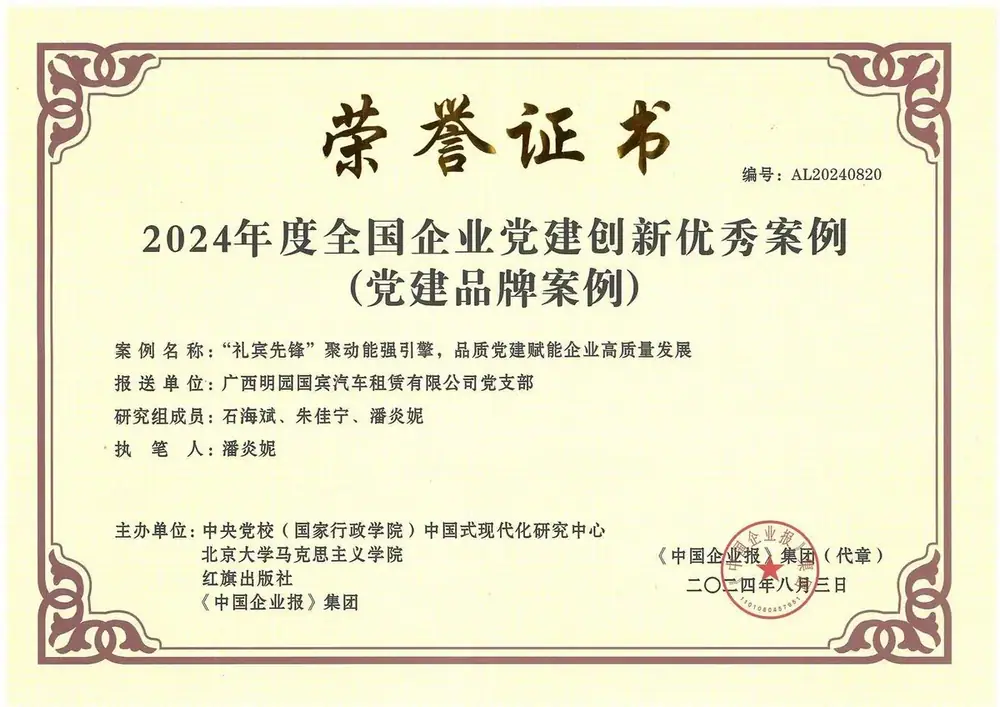 荣誉证书
编号：AL20240820
2024年度全国企业党建创新优秀案例
(党建品牌案例)
案例名称：“礼宾先锋”聚动能强引擎，品质党建赋能企业高质量发展
报送单位：广西明园国宾汽车租赁有限公司党支部
研究组成员：石海斌、朱佳宁、潘炎妮
执笔人：潘炎妮
主办单位：中央党校（国家行政学院）中国式现代化研究中心
北京大学马克思主义学院
红旗出版社
《中国企业报》集团
《中国企业报》集团（代章）
二〇二四年八月三日